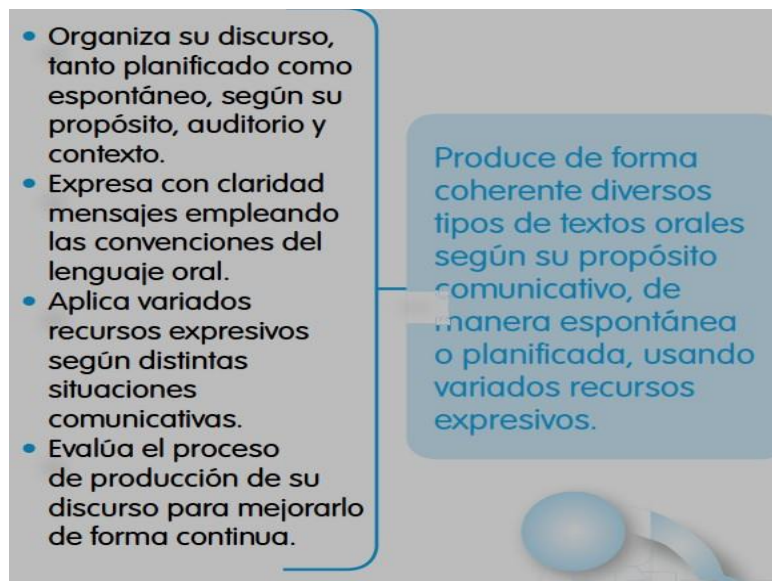 • Organiza su discurso,
tanto planificado como
espontáneo, según su
propósito, auditorio y
contexto.
• Expresa con claridad
mensajes empleando
las convenciones del
lenguaje oral.
• Aplica variados
recursos expresivos
según distintas
situaciones
comunicativas.
• Evalúa el proceso
de producción de su
discurso para mejorarlo
de forma continua.
Produce de forma
coherente diversos
tipos de textos orales
según su propósito
comunicativo, de
manera espontánea
o planificada, usando
variados recursos
expresivos.